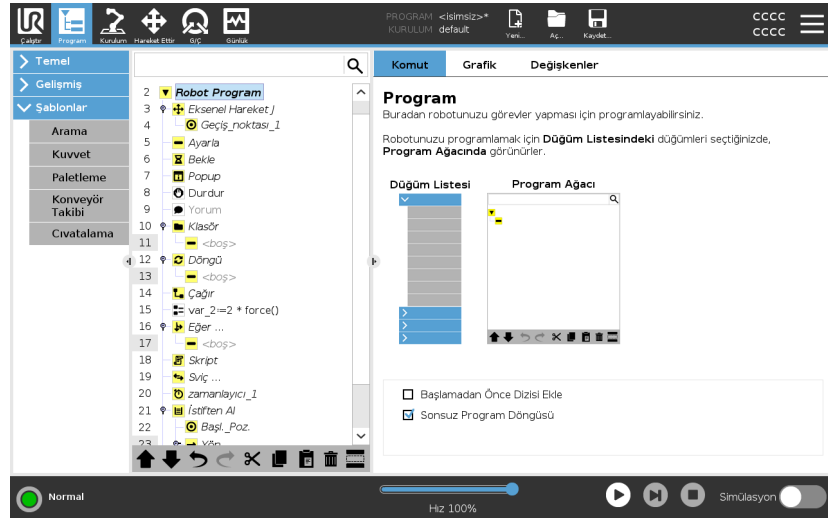 PROGRAM <isimsiz>*
KURULUM default
cccc
cccc
Çalıştır
Program
Kurulum
Hareket Ettir
G/Ç
Günlük
Yeni...
Aç...
Kaydet...
Temel
Gelişmiş
Şablonlar
Arama
Kuvvet
Paletleme
Konveyör
Takibi
Cıvatalama
2 Robot Program
3 Eksenel Hareket J
4 Geçiş_noktası_1
5 Ayarla
6 Bekle
7 Popup
8 Durdur
9 Yorum
10 Klasör
11 <boş>
12 Döngü
13 <boş>
14 Çağır
15 var_2≔2 * force()
16 Eğer ...
17 <boş>
18 Skript
19 Sviç ...
20 zamanlayıcı_1
21 İstiften Al
22 Başl._Poz.
23 Yön
Komut
Grafik
Değişkenler
Program
Buradan robotunuzu görevler yapması için programlayabilirsiniz.
Robotunuzu programlamak için Düğüm Listesindeki düğümleri seçtiğinizde,
Program Ağacında görünürler.
Düğüm Listesi
Program Ağacı
Başlamadan Önce Dizisi Ekle
Sonsuz Program Döngüsü
Normal
Hız 100%
Simülasyon